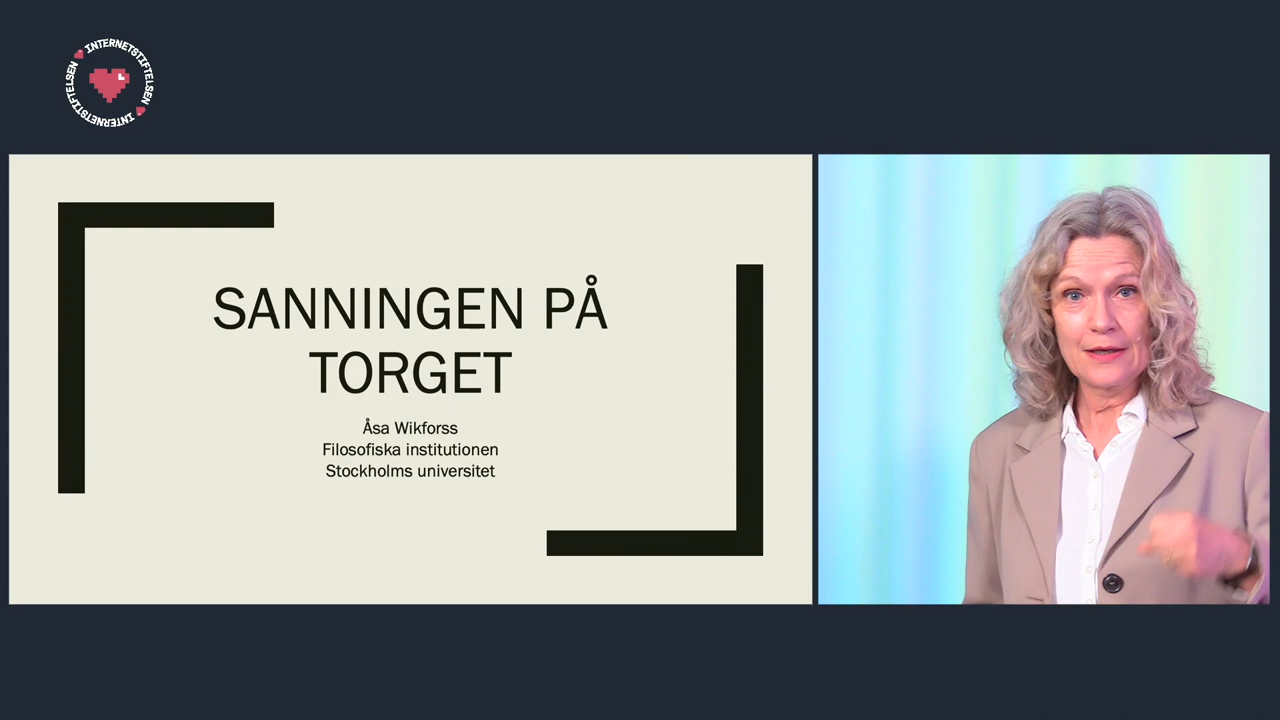 INTERNETSTIFTELSEN
INTERNETSTIFTELSEN
SANNINGEN PÅ
TORGET
Åsa Wikforss
Filosofiska institutionen
Stockholms universitet